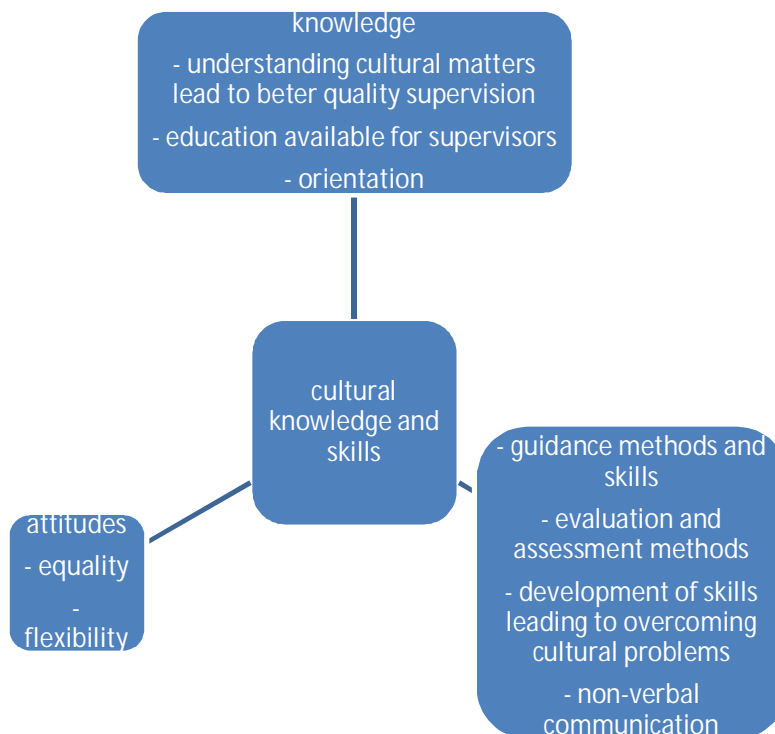 knowledge
- understanding cultural matters
lead to beter quality supervision
- education available for supervisors
- orientation
cultural
knowledge and
skills
- guidance methods and
skills
- evaluation and
assessment methods
- development of skills
leading to overcoming
cultural problems
- non-verbal
communication
attitudes
- equality
-
flexibility